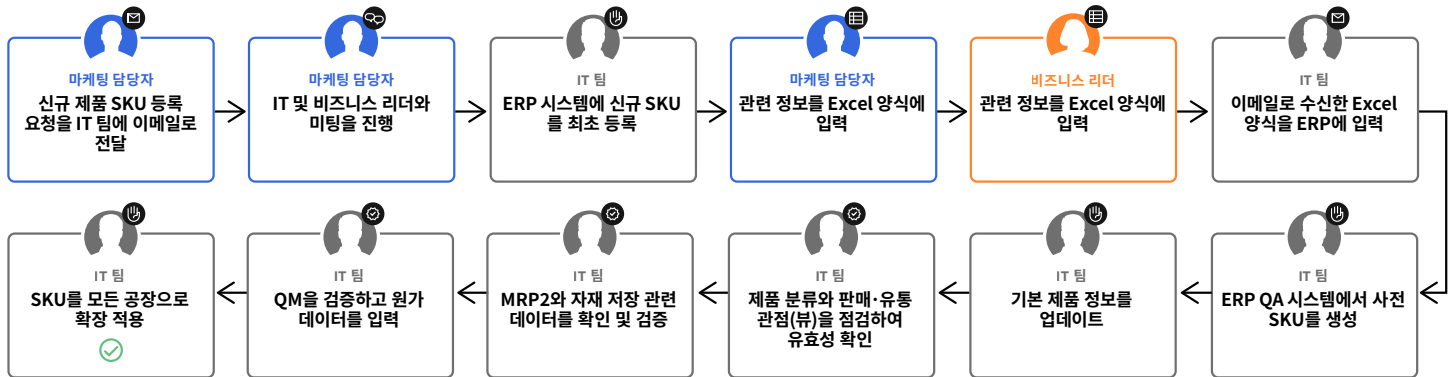 마케팅 담당자
신규 제품 SKU 등록
요청을 IT 팀에 이메일로
전달
마케팅 담당자
IT 및 비즈니스 리더와
미팅을 진행
IT 팀
ERP 시스템에 신규 SKU
를 최초 등록
마케팅 담당자
관련 정보를 Excel 양식에
입력
비즈니스 리더
관련 정보를 Excel 양식에
입력
IT 팀
이메일로 수신한 Excel
양식을 ERP에 입력
IT 팀
ERP QA 시스템에서 사전
SKU를 생성
IT 팀
기본 제품 정보를
업데이트
IT 팀
제품 분류와 판매·유통
관점(뷰)을 점검하여
유효성 확인
IT 팀
MRP2와 자재 저장 관련
데이터를 확인 및 검증
IT 팀
QM을 검증하고 원가
데이터를 입력
IT 팀
SKU를 모든 공장으로
확장 적용